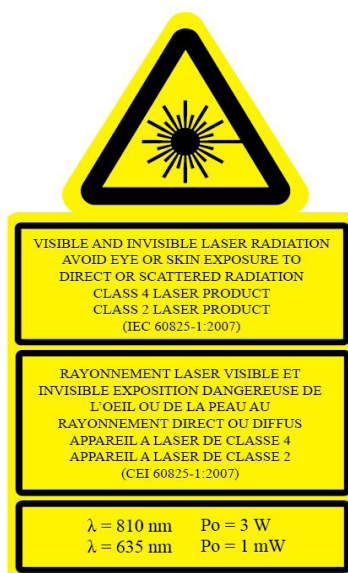 VISIBLE AND INVISIBLE LASER RADIATION
AVOID EYE OR SKIN EXPOSURE TO
DIRECT OR SCATTERED RADIATION
CLASS 4 LASER PRODUCT
CLASS 2 LASER PRODUCT
(IEC 60825-1:2007)
RAYONNEMENT LASER VISIBLE ET
INVISIBLE EXPOSITION DANGEREUSE DE
L`OEIL OU DE LA PEAU AU
RAYONNEMENT DIRECT OU DIFFUS
APPAREIL A LASER DE CLASSE 4
APPAREIL A LASER DE CLASSE 2
(CEI 60825-1:2007)
λ = 810 nm Po = 3 W
λ = 635 nm Po = 1 mW